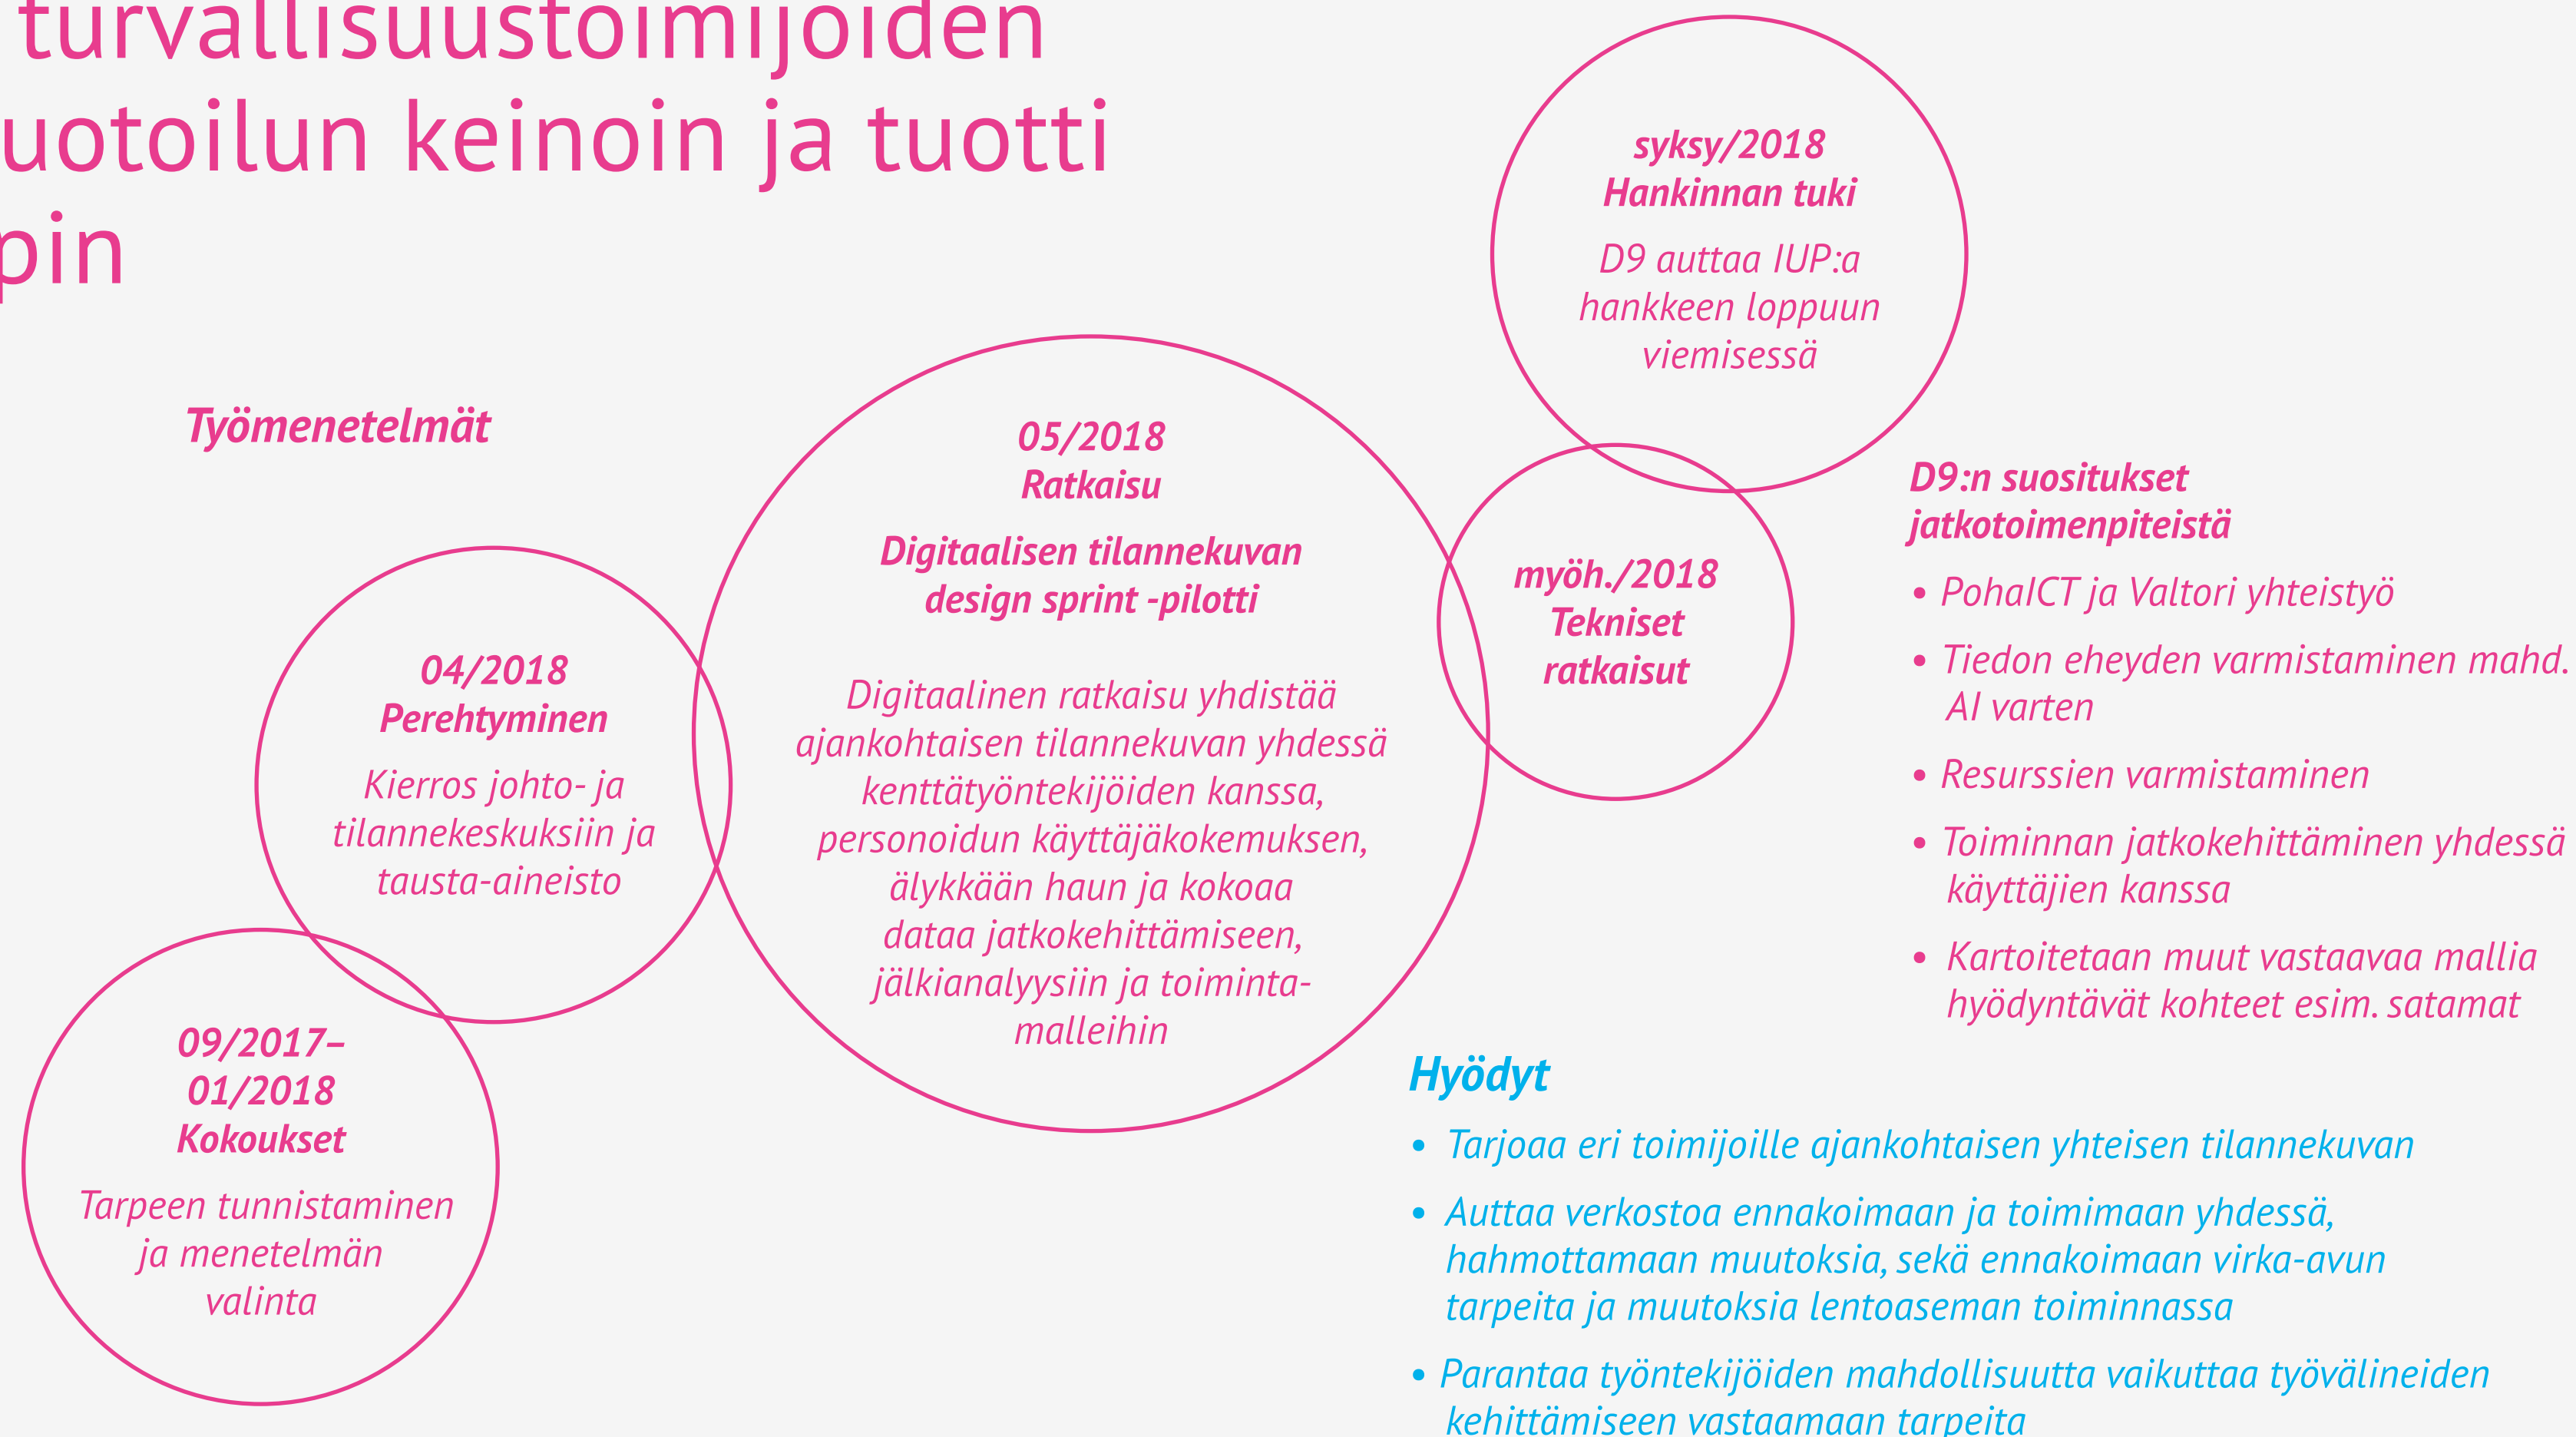 turvallisuustoimijoiden
uotoilun keinoin ja tuotti
pin
Työmenetelmät
09/2017–
01/2018
Kokoukset
Tarpeen tunnistaminen
ja menetelmän
valinta
04/2018
Perehtyminen
Kierros johto- ja
tilannekeskuksiin ja
tausta-aineisto
05/2018
Ratkaisu
Digitaalisen tilannekuvan
design sprint -pilotti
Digitaalinen ratkaisu yhdistää
ajankohtaisen tilannekuvan yhdessä
kenttätyöntekijöiden kanssa,
personoidun käyttäjäkokemuksen,
älykkään haun ja kokoaa
dataa jatkokehittämiseen,
jälkianalyysiin ja toiminta-
malleihin
myöh./2018
Tekniset
ratkaisut
syksy/2018
Hankinnan tuki
D9 auttaa IUP:a
hankkeen loppuun
viemisessä
D9:n suositukset
jatkotoimenpiteistä
• PohaICT ja Valtori yhteistyö
• Tiedon eheyden varmistaminen mahd.
AI varten
• Resurssien varmistaminen
• Toiminnan jatkokehittäminen yhdessä
käyttäjien kanssa
• Kartoitetaan muut vastaavaa mallia
hyödyntävät kohteet esim. satamat
Hyödyt
• Tarjoaa eri toimijoille ajankohtaisen yhteisen tilannekuvan
• Auttaa verkostoa ennakoimaan ja toimimaan yhdessä,
hahmottamaan muutoksia, sekä ennakoimaan virka-avun
tarpeita ja muutoksia lentoaseman toiminnassa
• Parantaa työntekijöiden mahdollisuutta vaikuttaa työvälineiden
kehittämiseen vastaamaan tarpeita